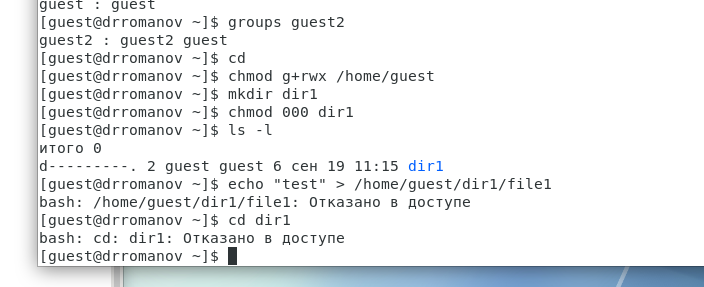 guest : guest
[guest@drromanov ~]$ groups guest2
guest2 : guest2 guest
[guest@drromanov ~]$ cd
[guest@drromanov ~]$ chmod g+rwx /home/guest
[guest@drromanov ~]$ mkdir dir1
[guest@drromanov ~]$ chmod 000 dir1
[guest@drromanov ~]$ ls -l
итого 0
d---------. 2 guest guest 6 сен 19 11:15 dir1
[guest@drromanov ~]$ echo "test" > /home/guest/dir1/file1
bash: /home/guest/dir1/file1: Отказано в доступе
[guest@drromanov ~]$ cd dir1
bash: cd: dir1: Отказано в доступе
[guest@drromanov ~]$